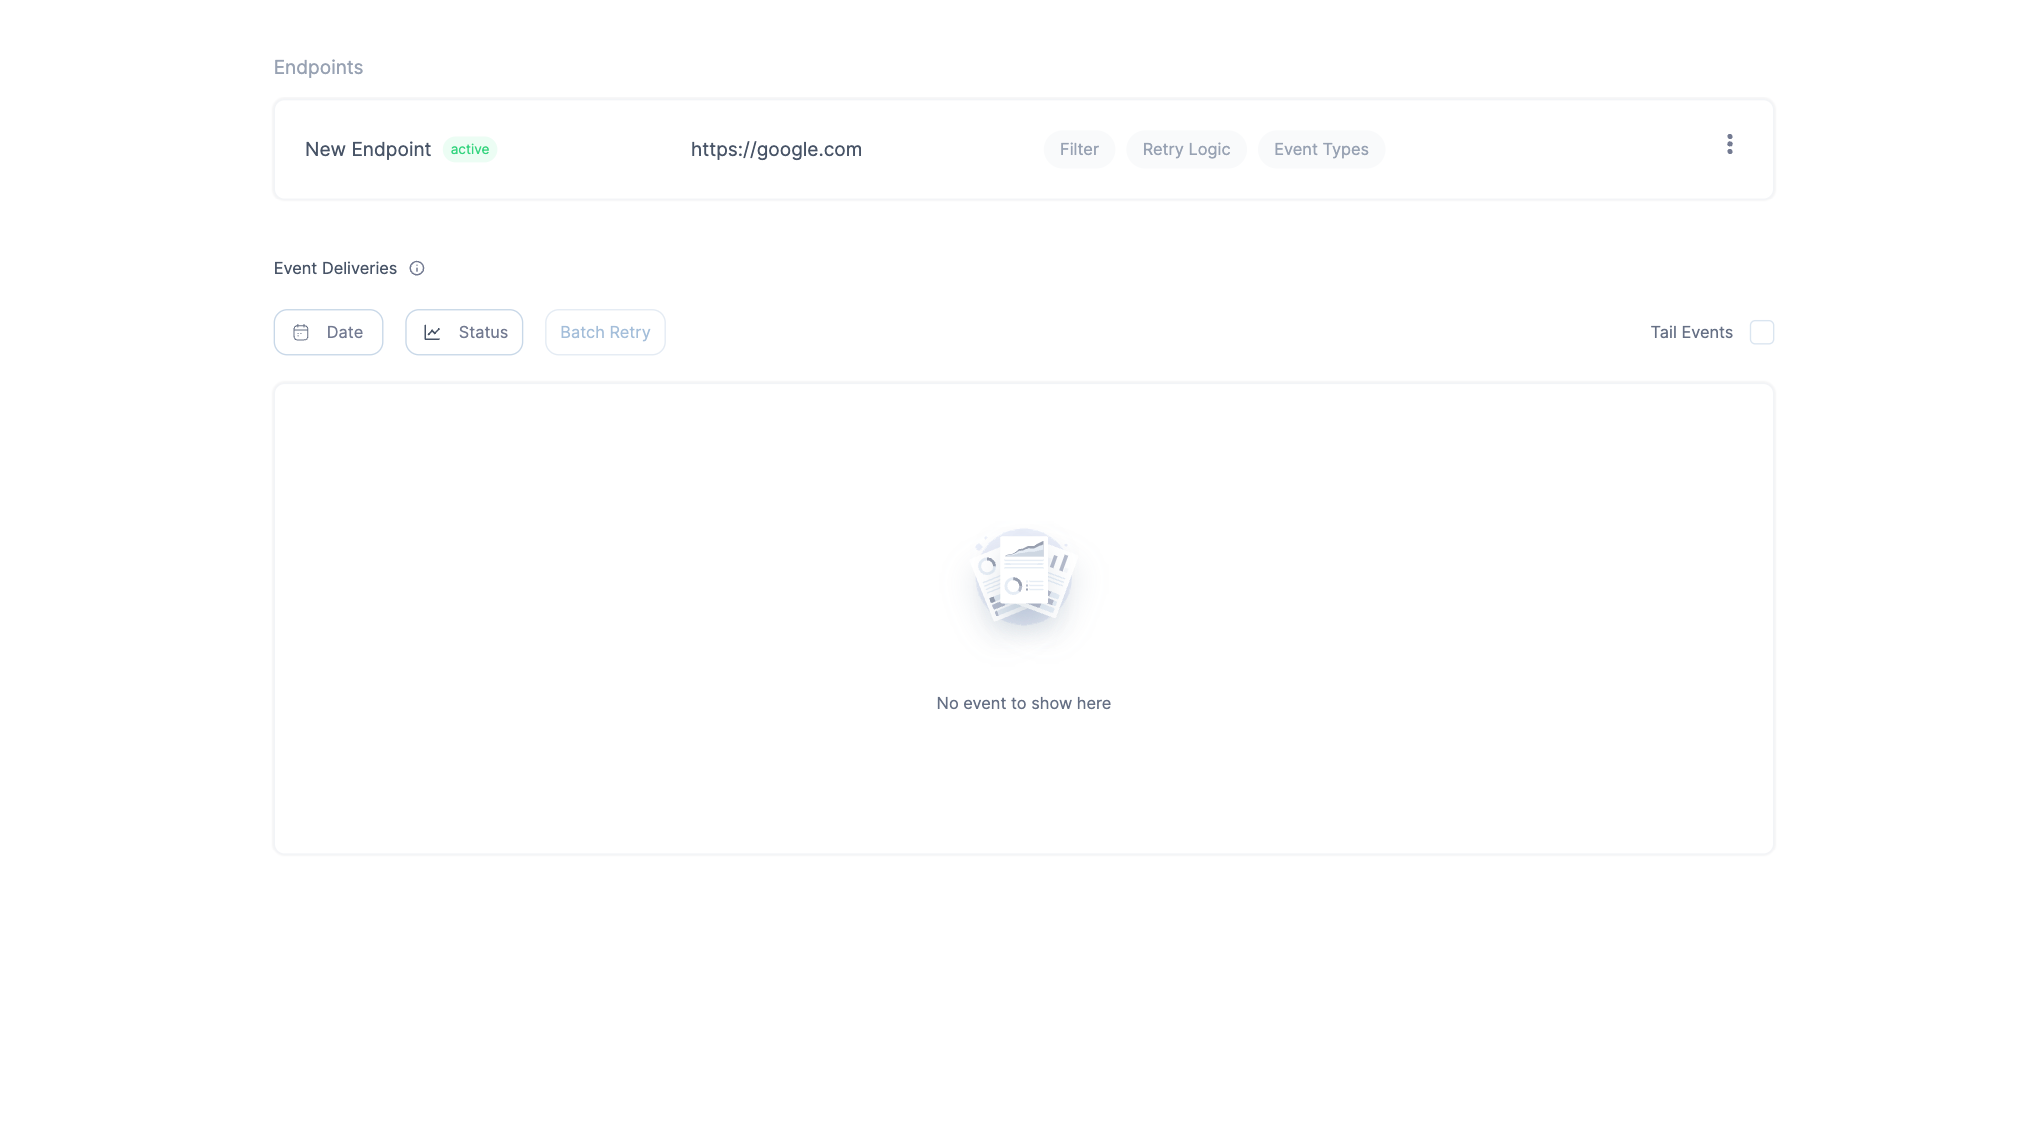 Endpoints
New Endpoint active https://google.com Filter Retry Logic Event Types
Event Deliveries
Date Status Batch Retry Tail Events
No event to show here